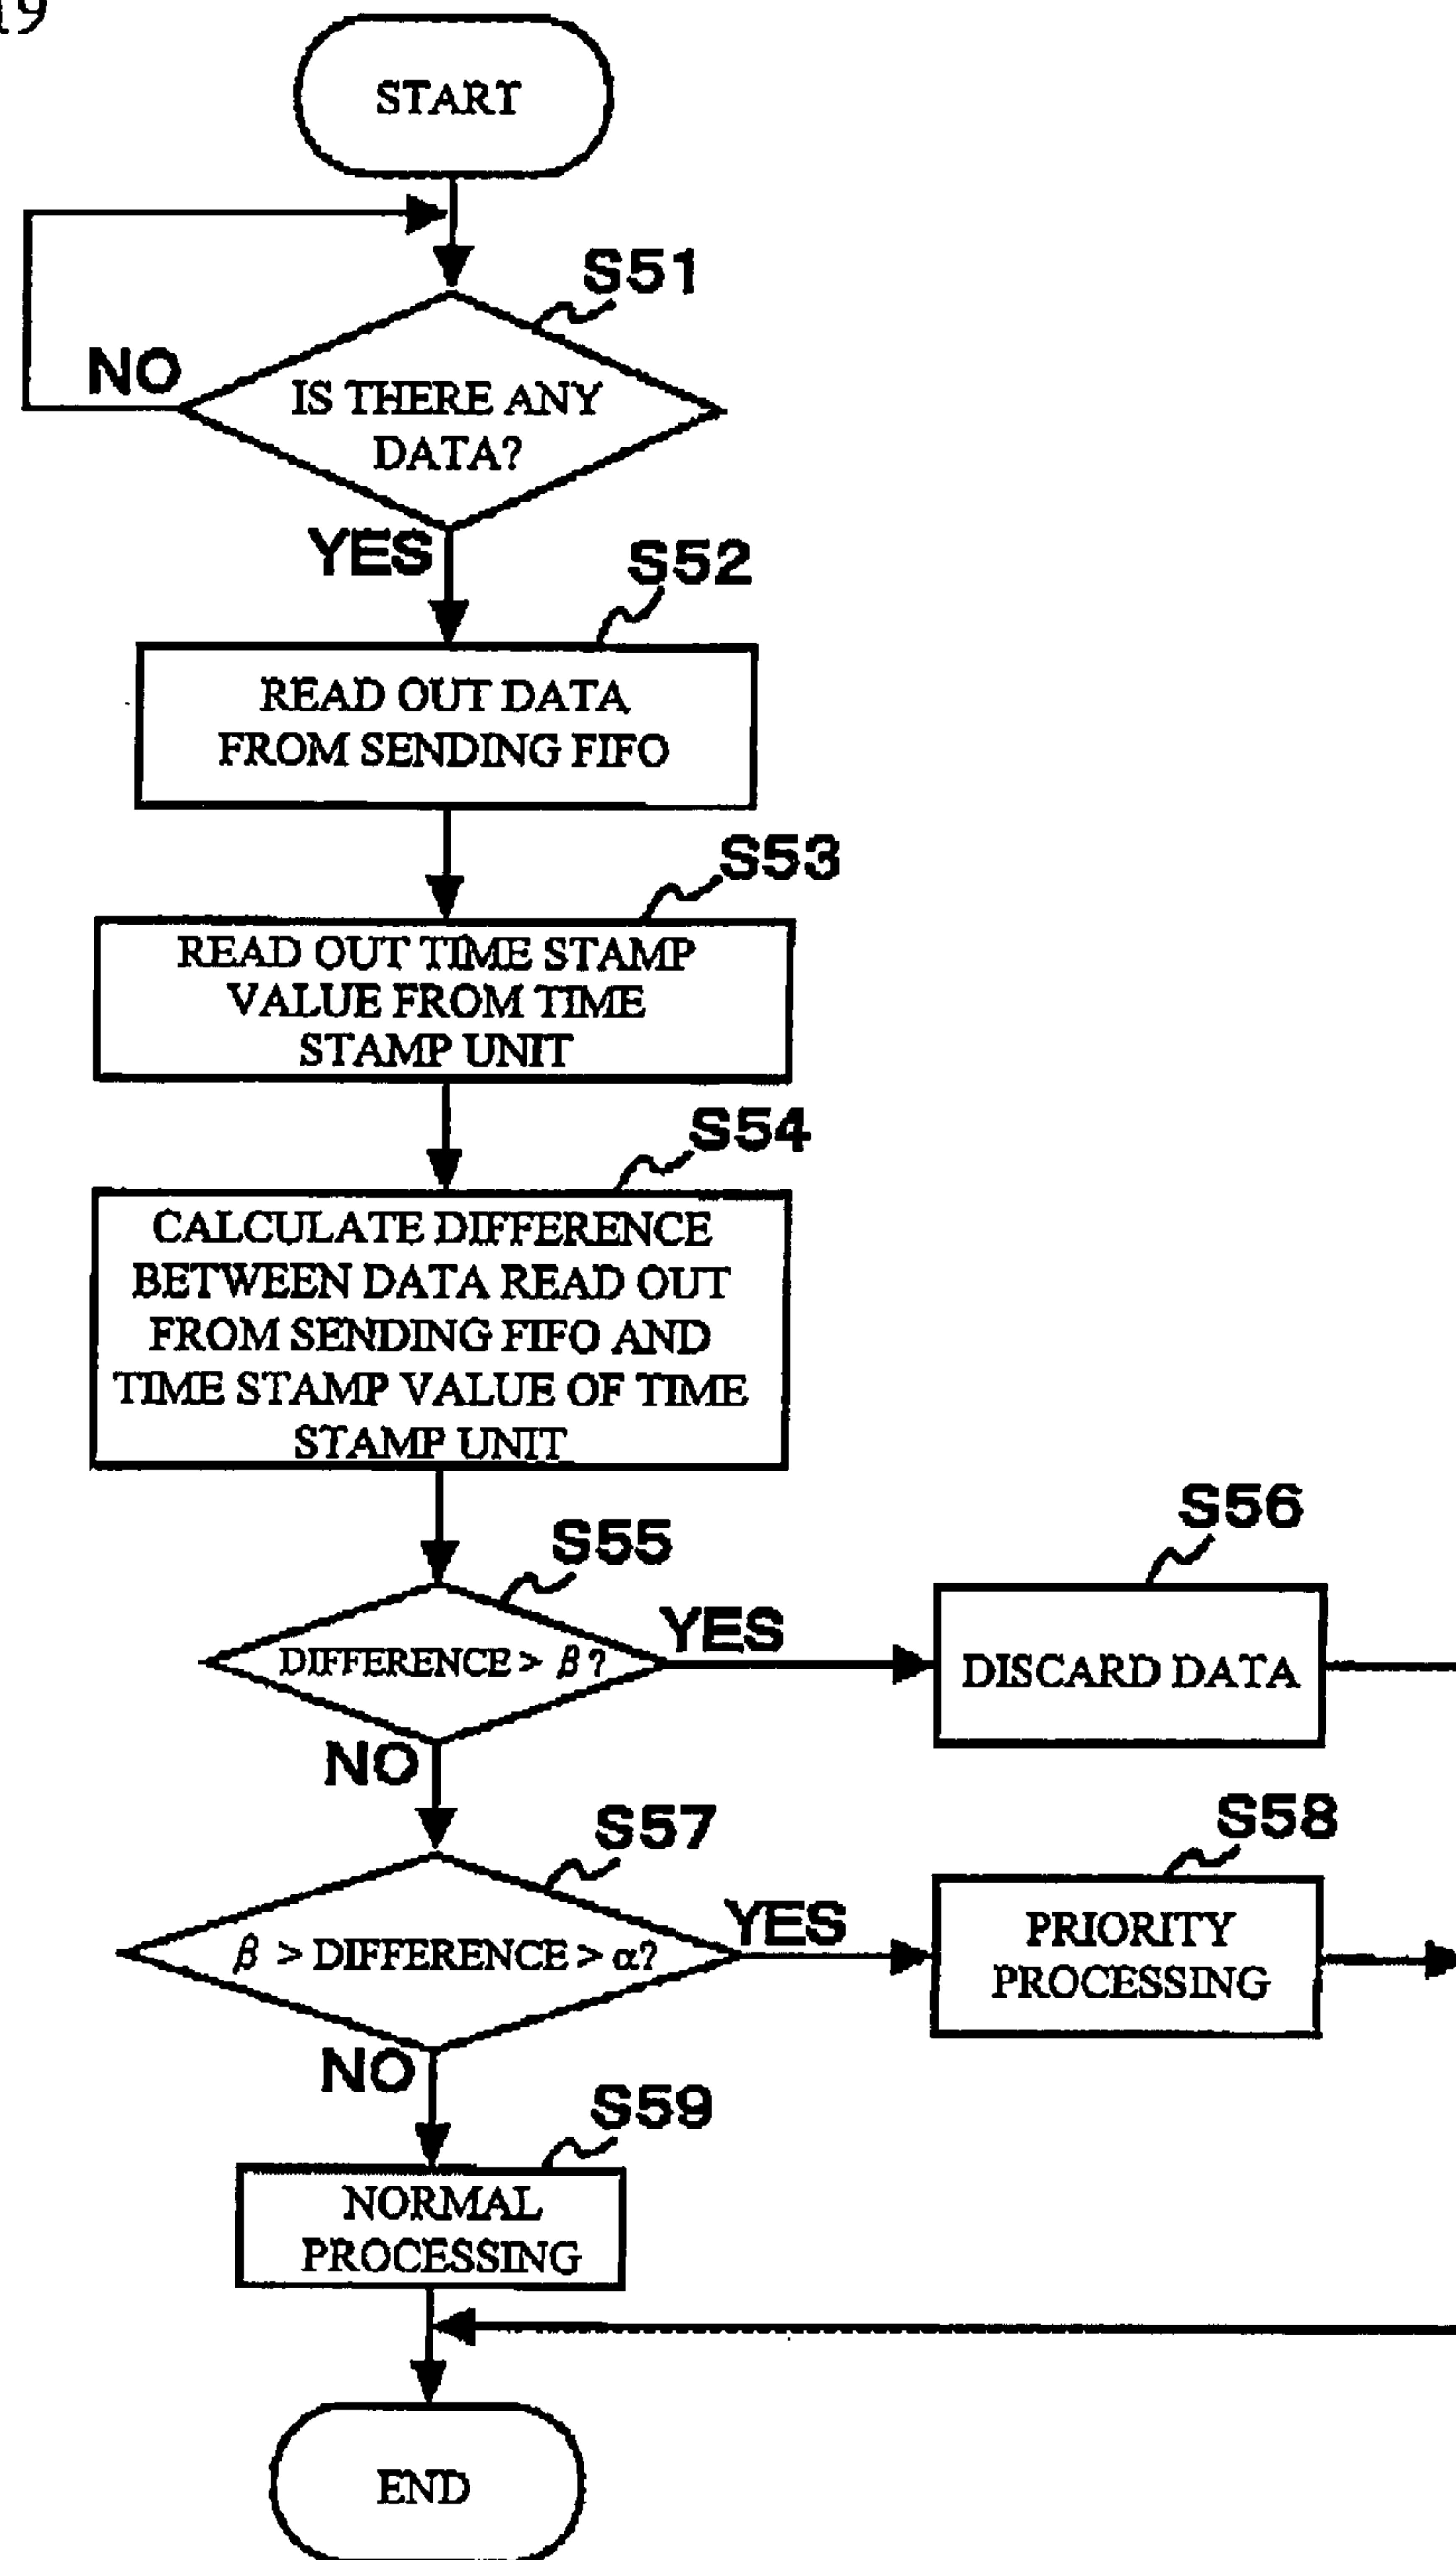 19
START
S51
NO
IS THERE ANY
DATA?
YES
S52
READ OUT DATA
FROM SENDING FIFO
S53
READ OUT TIME STAMP
VALUE FROM TIME
STAMP UNIT
S54
CALCULATE DIFFERENCE
BETWEEN DATA READ OUT
FROM SENDING FIFO AND
TIME STAMP VALUE OF TIME
STAMP UNIT
S55
S56
DIFFERENCE > β ?
YES
DISCARD DATA
NO
S57
S58
β > DIFFERENCE > α?
YES
PRIORITY
PROCESSING
NO
S59
NORMAL
PROCESSING
END